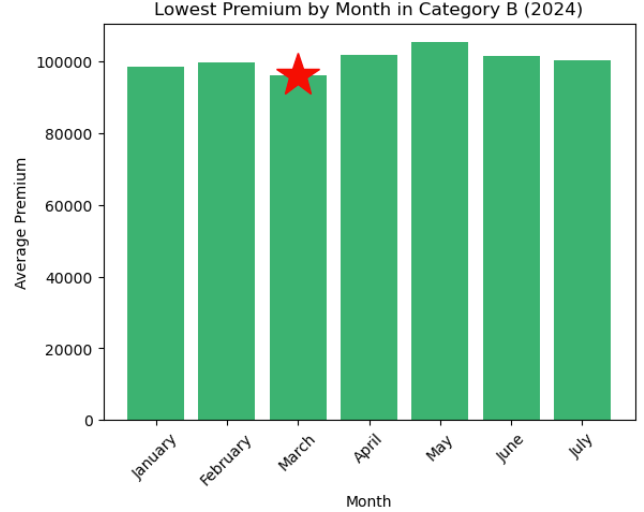 Lowest Premium by Month in Category B (2024)
Average Premium
100000
80000
60000
40000
20000
0
January
February
March
April
May
June
July
Month